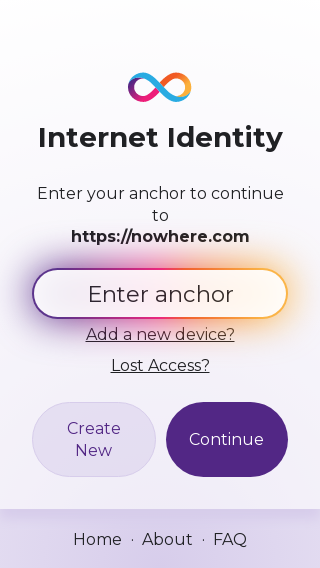 Internet Identity
Enter your anchor to continue
to
https://nowhere.com
Enter anchor
Add a new device?
Lost Access?
Create
New
Continue
Home · About · FAQ